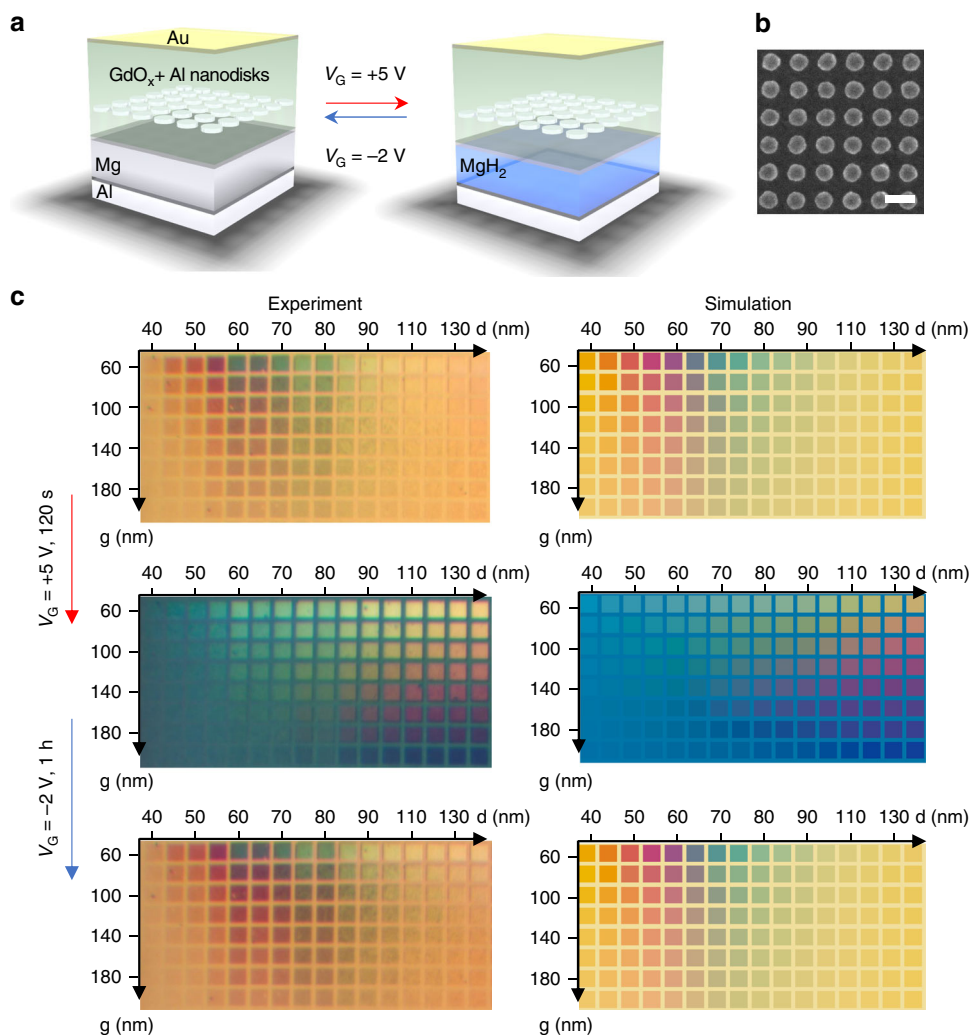 a
b
Au
GdOx+ Al nanodisks
VG = +5 V
VG = –2 V
Mg
Al
MgH2
c
Experiment
Simulation
40 50 60 70 80 90 110 130 d (nm)
40 50 60 70 80 90 110 130 d (nm)
60
100
140
180
g (nm)
60
100
140
180
g (nm)
VG = +5 V, 120 s
40 50 60 70 80 90 110 130 d (nm)
40 50 60 70 80 90 110 130 d (nm)
60
100
140
180
g (nm)
60
100
140
180
g (nm)
VG = –2 V, 1 h
40 50 60 70 80 90 110 130 d (nm)
40 50 60 70 80 90 110 130 d (nm)
60
100
140
180
g (nm)
60
100
140
180
g (nm)